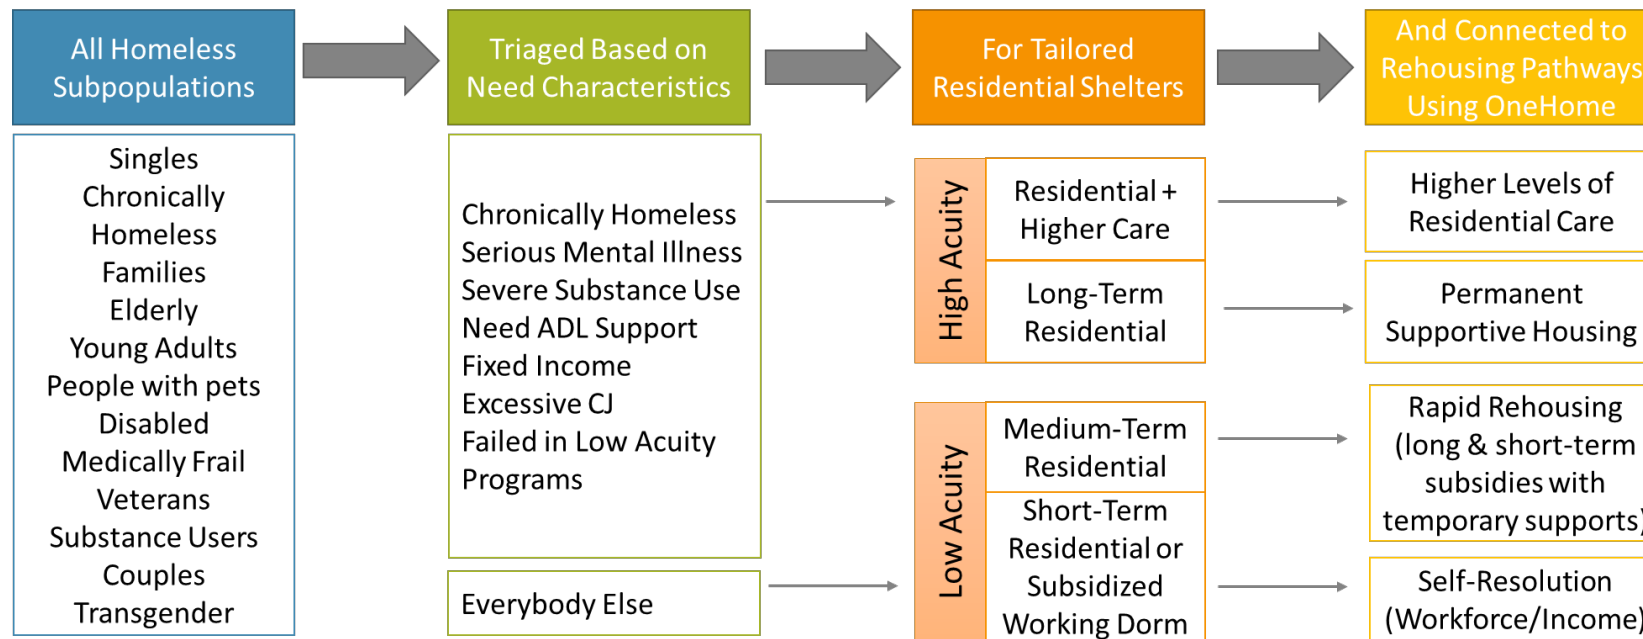 All Homeless
Subpopulations
Triaged Based on
Need Characteristics
For Tailored
Residential Shelters
And Connected to
Rehousing Pathways
Using OneHome
Singles
Chronically
Homeless
Families
Elderly
Young Adults
People with pets
Disabled
Medically Frail
Veterans
Substance Users
Couples
Transgender
Chronically Homeless
Serious Mental Illness
Severe Substance Use
Need ADL Support
Fixed Income
Excessive CJ
Failed in Low Acuity
Programs
Everybody Else
High Acuity
Residential +
Higher Care
Long-Term
Residential
Low Acuity
Medium-Term
Residential
Short-Term
Residential or
Subsidized
Working Dorm
Higher Levels of
Residential Care
Permanent
Supportive Housing
Rapid Rehousing
(long & short-term
subsidies with
temporary supports)
Self-Resolution
(Workforce/Income)